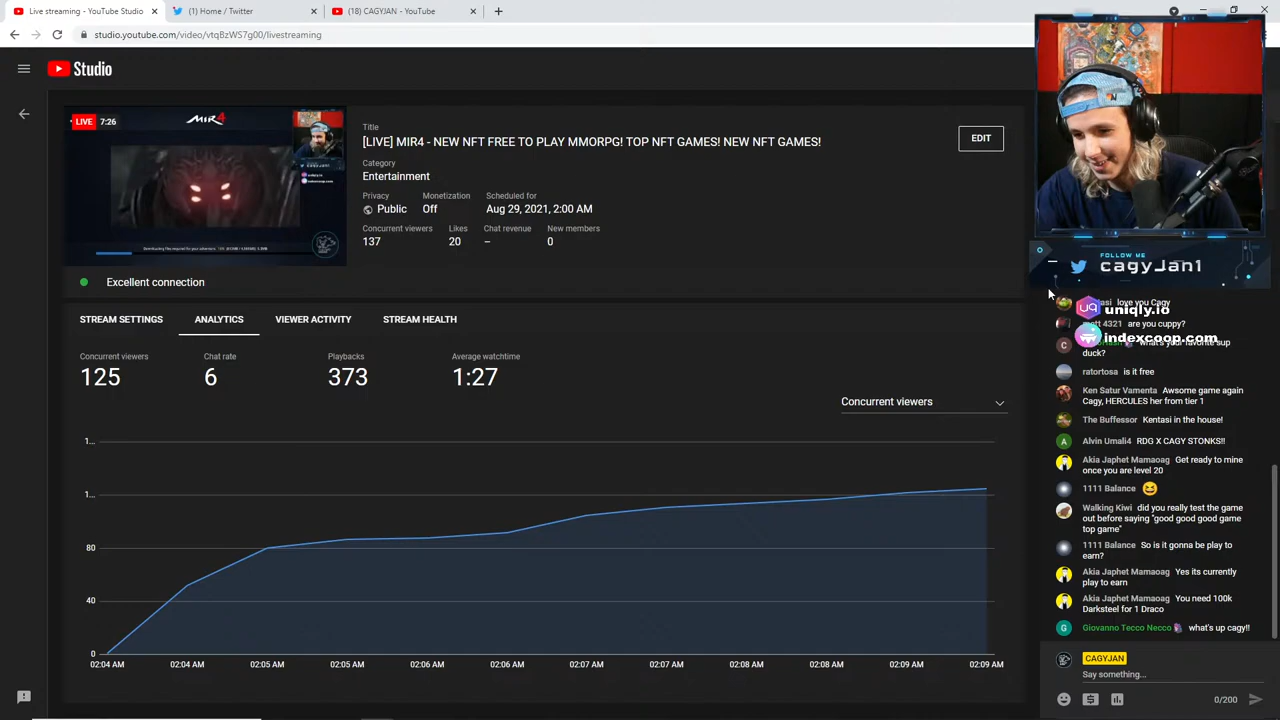 Live streaming - YouTube Studio
(1) Home / Twitter
(18) CAGYJAN - YouTube
studio.youtube.com/video/vtqBzWS7g00/livestreaming
Studio
LIVE 7:26
MIR4
Title
[LIVE] MIR4 - NEW NFT FREE TO PLAY MMORPG! TOP NFT GAMES! NEW NFT GAMES!
EDIT
Category
Entertainment
Privacy Monetization Scheduled for
Public Off Aug 29, 2021, 2:00 AM
Concurrent viewers Likes Chat revenue New members
137 20 – 0
Excellent connection
STREAM SETTINGS ANALYTICS VIEWER ACTIVITY STREAM HEALTH
Concurrent viewers Chat rate Playbacks Average watchtime
125 6 373 1:27
Concurrent viewers
1...
1...
80
40
0
02:04 AM 02:04 AM 02:05 AM 02:05 AM 02:06 AM 02:06 AM 02:07 AM 02:07 AM 02:08 AM 02:08 AM 02:09 AM 02:09 AM
FOLLOW ME
cagyJan1
love you Cagy
uniqly.io
4321 are you cuppy?
indexcoop.com
what's your favorite sup
duck?
ratortosa is it free
Ken Satur Vamenta Awsome game again
Cagy, HERCULES her from tier 1
The Buffessor Kentasi in the house!
Alvin Umali4 RDG X CAGY STONKS!!
Akia Japhet Mamaoag Get ready to mine
once you are level 20
1111 Balance 😆
Walking Kiwi did you really test the game
out before saying "good good good game
top game"
1111 Balance So is it gonna be play to
earn?
Akia Japhet Mamaoag Yes its currently
play to earn
Akia Japhet Mamaoag You need 100k
Darksteel for 1 Draco
Giovanno Tecco Necco what's up cagy!!
CAGYJAN
Say something...
0/200